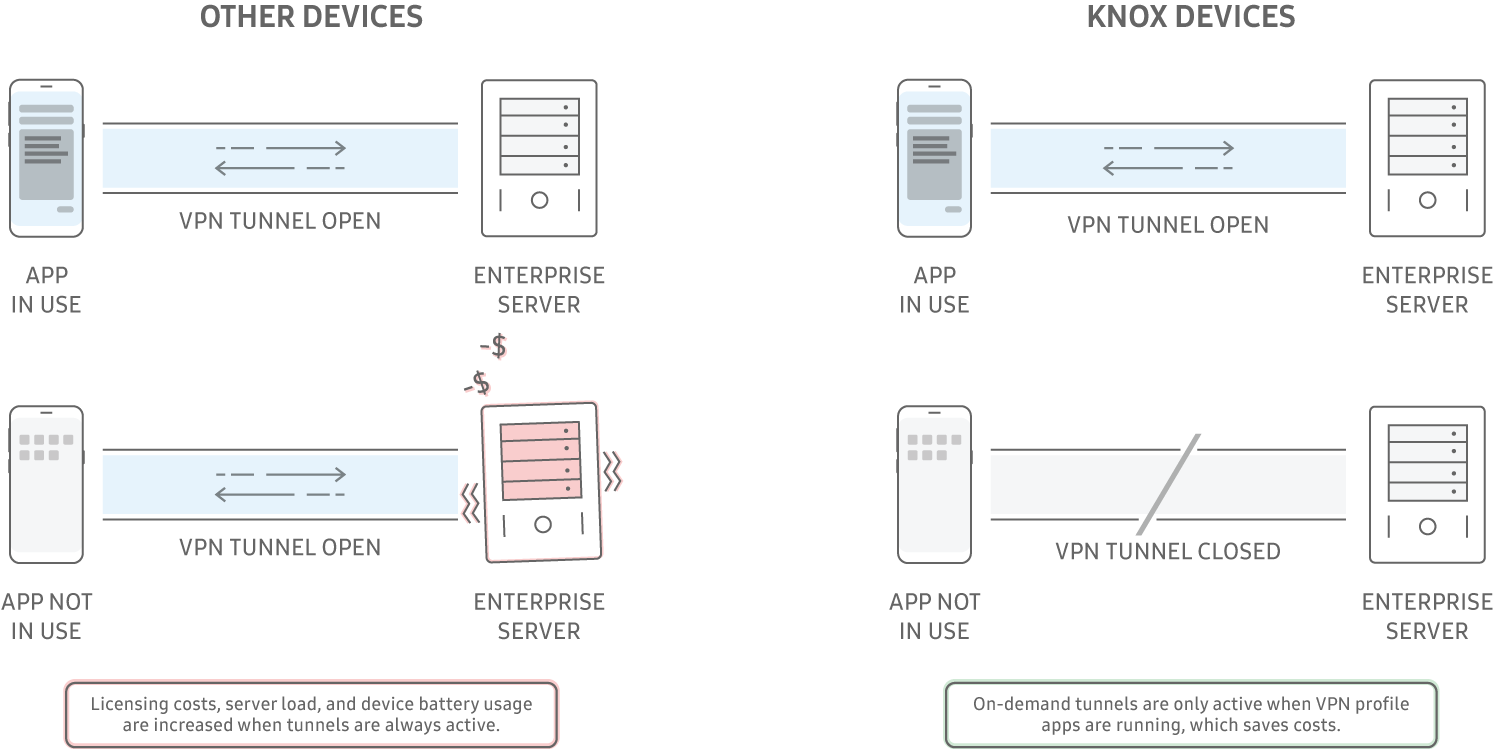 OTHER DEVICES
VPN TUNNEL OPEN
APP
IN USE
ENTERPRISE
SERVER
-$
-$
VPN TUNNEL OPEN
APP NOT
IN USE
ENTERPRISE
SERVER
Licensing costs, server load, and device battery usage
are increased when tunnels are always active.
KNOX DEVICES
VPN TUNNEL OPEN
APP
IN USE
ENTERPRISE
SERVER
VPN TUNNEL CLOSED
APP NOT
IN USE
ENTERPRISE
SERVER
On-demand tunnels are only active when VPN profile
apps are running, which saves costs.